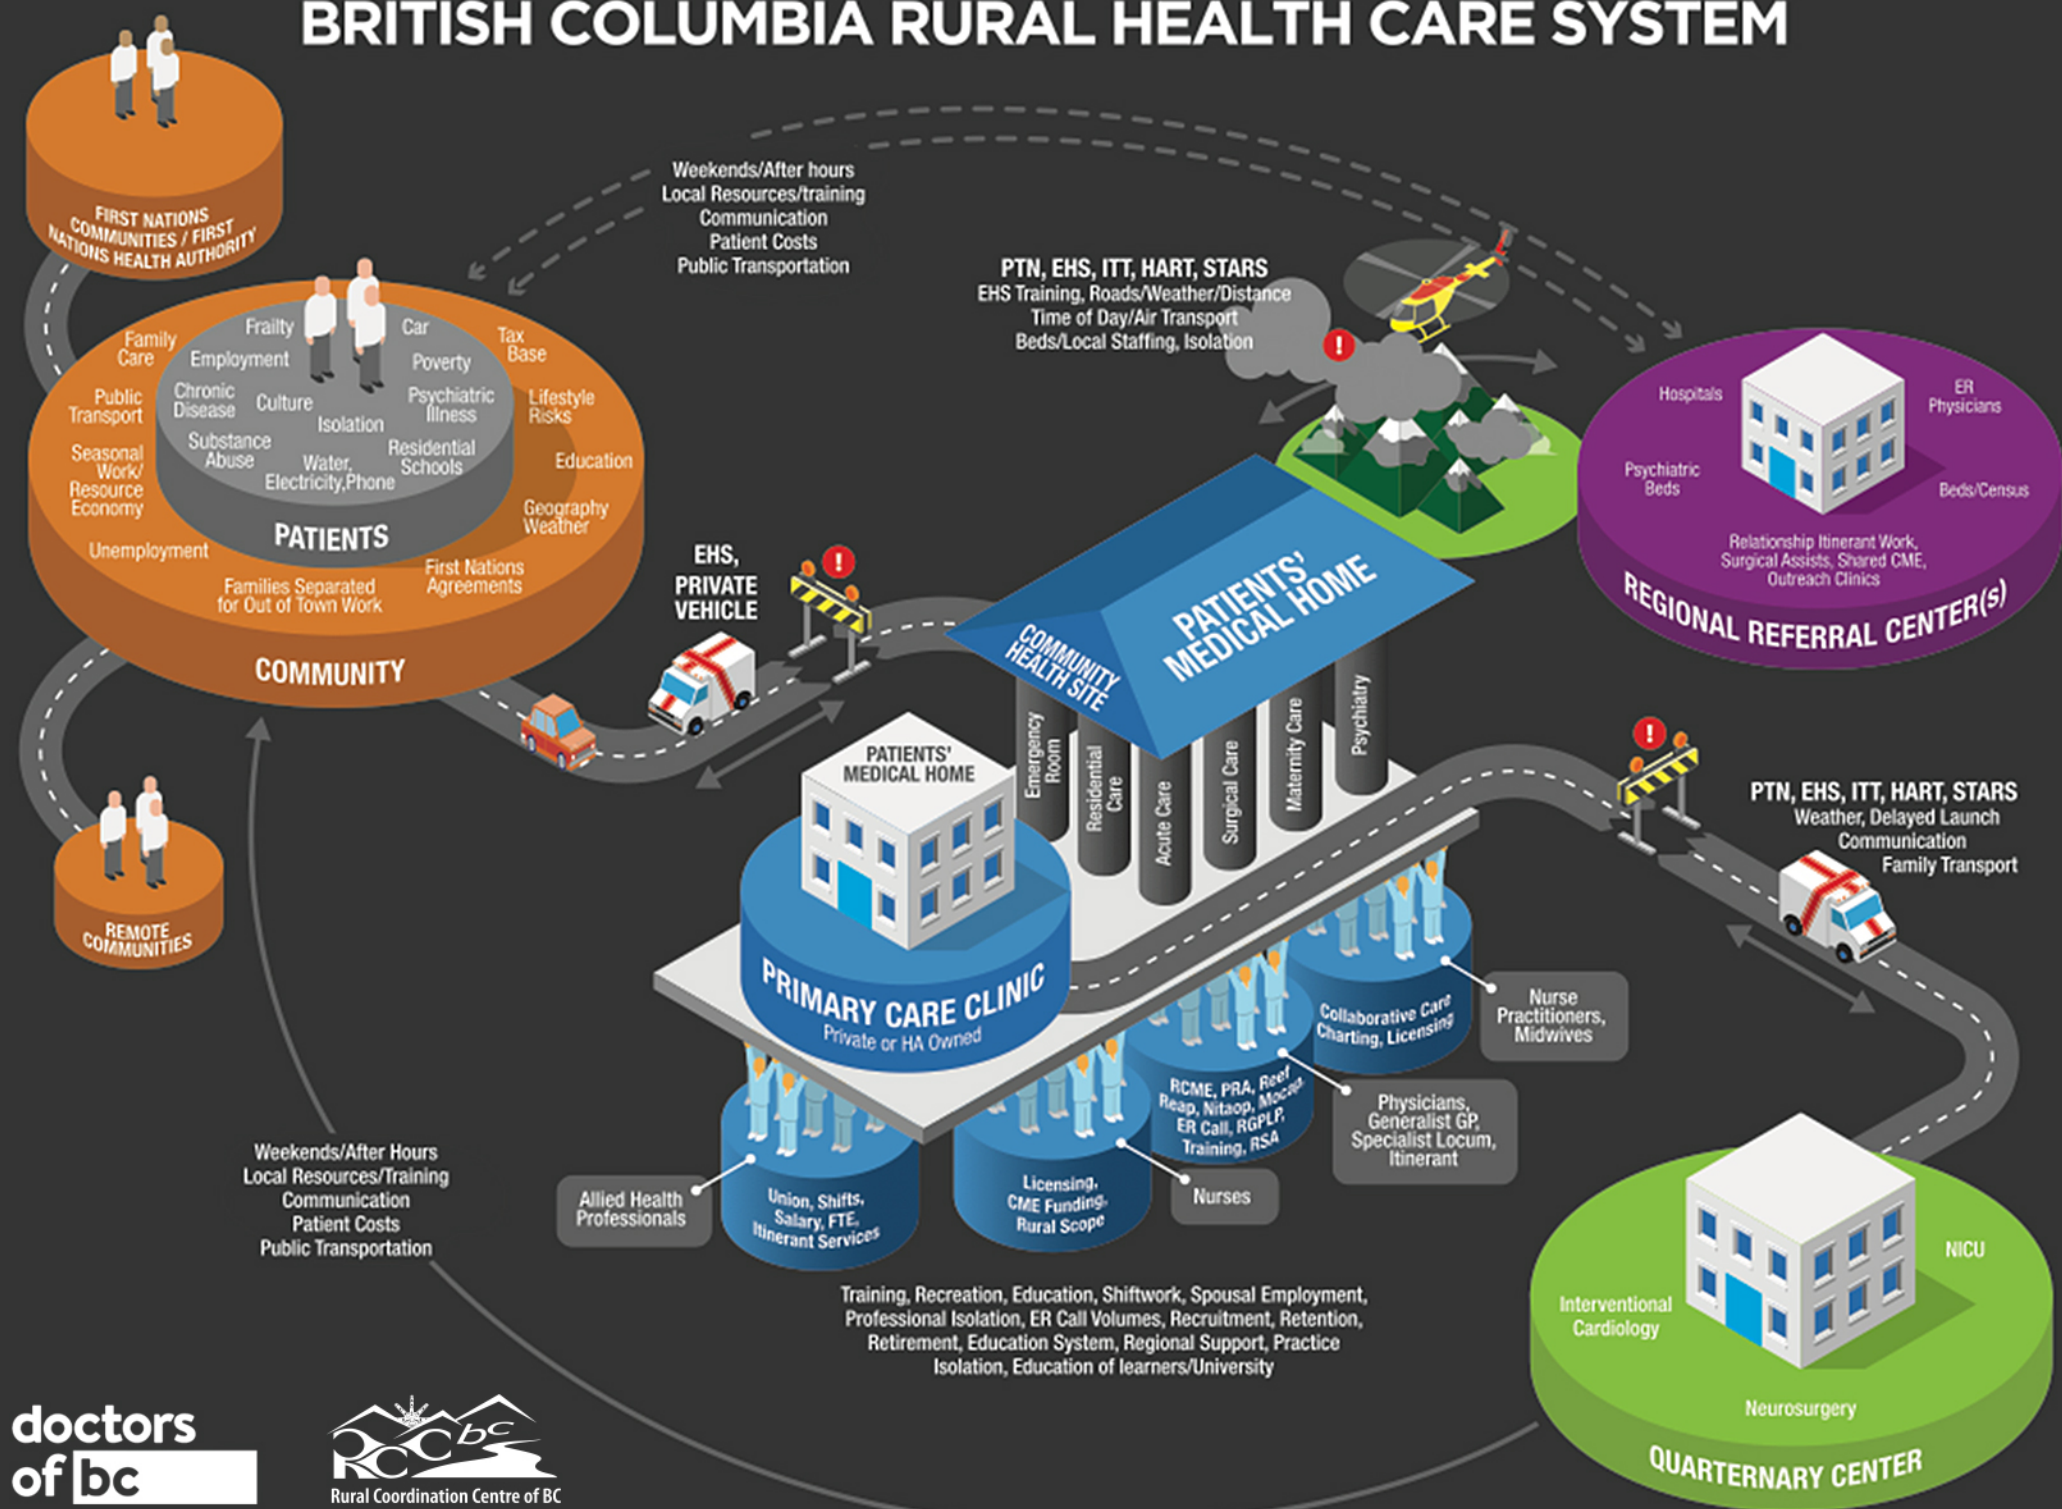 BRITISH COLUMBIA RURAL HEALTH CARE SYSTEM
FIRST NATIONS
COMMUNITIES / FIRST
NATIONS HEALTH AUTHORITY
Weekends/After hours
Local Resources/training
Communication
Patient Costs
Public Transportation
PTN, EHS, ITT, HART, STARS
EHS Training, Roads/Weather/Distance
Time of Day/Air Transport
Beds/Local Staffing, Isolation
!
Family
Care
Public
Transport
Seasonal
Work/
Resource
Economy
Unemployment
Families Separated
for Out of Town Work
First Nations
Agreements
Geography
Weather
Education
Lifestyle
Risks
Tax
Base
Frailty
Car
Employment
Poverty
Chronic
Disease
Culture
Psychiatric
Illness
Isolation
Substance
Abuse
Residential
Schools
Water,
Electricity,Phone
PATIENTS
COMMUNITY
REMOTE
COMMUNITIES
EHS,
PRIVATE
VEHICLE
!
COMMUNITY
HEALTH SITE
PATIENTS'
MEDICAL HOME
Emergency
Room
Residential
Care
Acute Care
Surgical Care
Maternity Care
Psychiatry
PATIENTS'
MEDICAL HOME
PRIMARY CARE CLINIC
Private or HA Owned
Hospitals
ER
Physicians
Psychiatric
Beds
Beds/Census
Relationship Itinerant Work,
Surgical Assists, Shared CME,
Outreach Clinics
REGIONAL REFERRAL CENTER(s)
!
PTN, EHS, ITT, HART, STARS
Weather, Delayed Launch
Communication
Family Transport
Collaborative Care
Charting, Licensing
Nurse
Practitioners,
Midwives
RCME, PRA, Reef
Reap, Nitaop, Mocap,
ER Call, RGPLP,
Training, RSA
Physicians,
Generalist GP,
Specialist Locum,
Itinerant
Licensing,
CME Funding,
Rural Scope
Nurses
Allied Health
Professionals
Union, Shifts,
Salary, FTE,
Itinerant Services
Weekends/After Hours
Local Resources/Training
Communication
Patient Costs
Public Transportation
Training, Recreation, Education, Shiftwork, Spousal Employment,
Professional Isolation, ER Call Volumes, Recruitment, Retention,
Retirement, Education System, Regional Support, Practice
Isolation, Education of learners/University
NICU
Interventional
Cardiology
Neurosurgery
QUARTERNARY CENTER
doctors
of bc
RCCbc
Rural Coordination Centre of BC